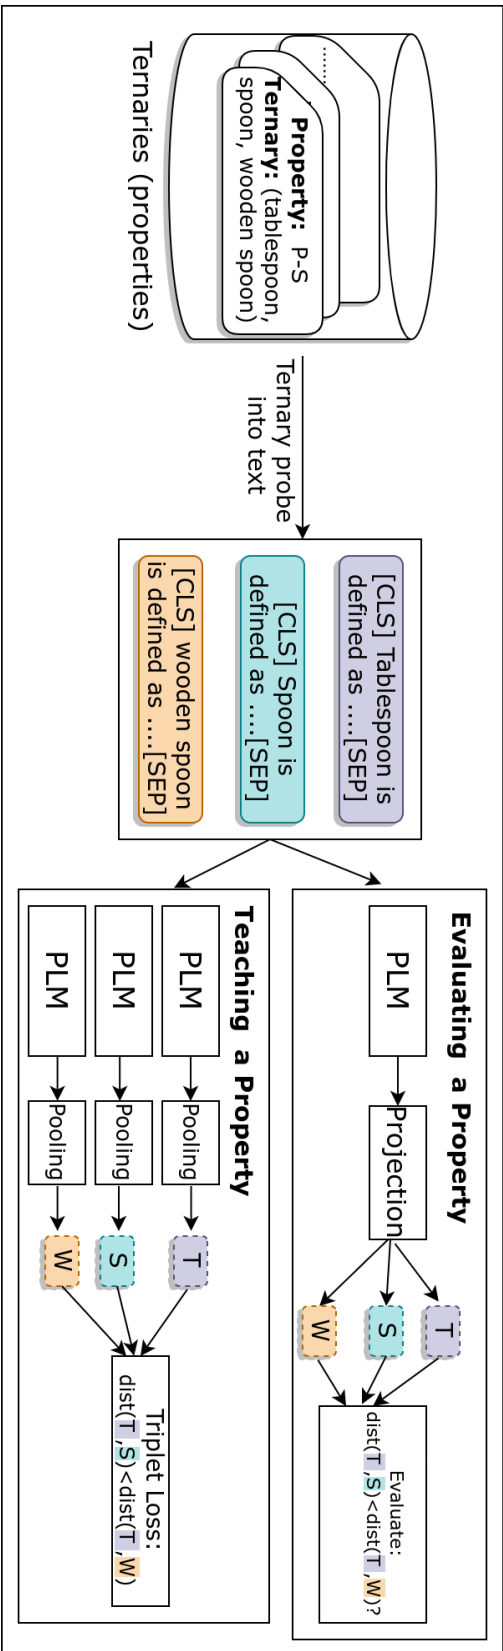 ......
Property: P-S
Ternary: (tablespoon,
spoon, wooden spoon)
Ternaries (properties)
Ternary probe
into text
[CLS] Tablespoon is
defined as ....[SEP]
[CLS] Spoon is
defined as ....[SEP]
[CLS] wooden spoon
is defined as ....[SEP]
Evaluating a Property
PLM
Projection
T
S
W
Evaluate:
dist(T,S)<dist(T,W)?
Teaching a Property
PLM
Pooling
T
PLM
Pooling
S
PLM
Pooling
W
Triplet Loss:
dist(T,S)<dist(T,W)